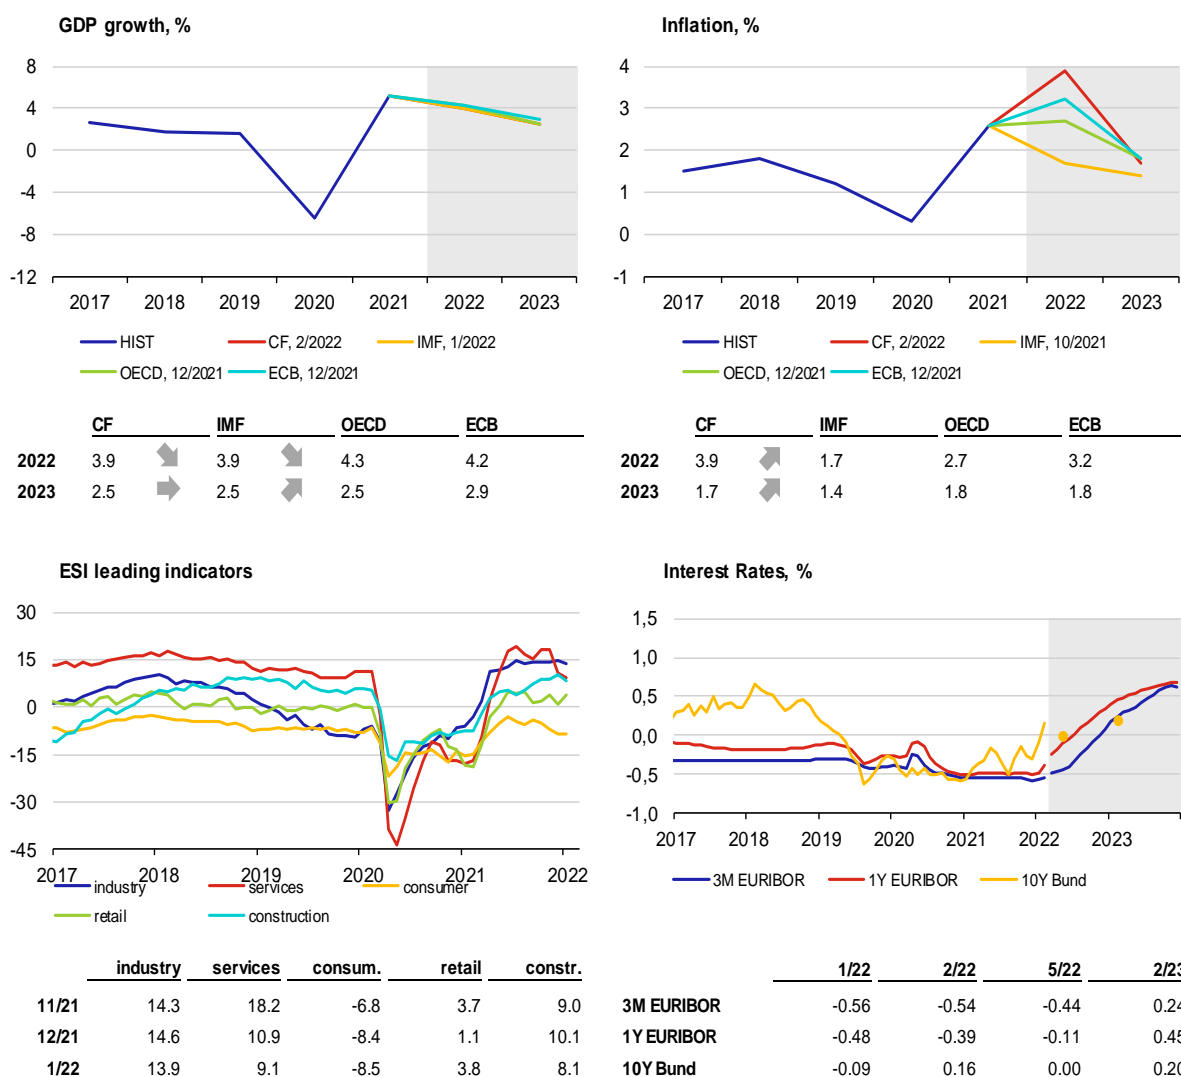 GDP growth, %
8
4
0
-4
-8
-12
2017 2018 2019 2020 2021 2022 2023
HIST CF, 2/2022 IMF, 1/2022
OECD, 12/2021 ECB, 12/2021
CF IMF OECD ECB
2022 3.9 3.9 4.3 4.2
2023 2.5 2.5 2.5 2.9
Inflation, %
4
3
2
1
0
-1
2017 2018 2019 2020 2021 2022 2023
HIST CF, 2/2022 IMF, 10/2021
OECD, 12/2021 ECB, 12/2021
CF IMF OECD ECB
2022 3.9 1.7 2.7 3.2
2023 1.7 1.4 1.8 1.8
ESI leading indicators
30
15
0
-15
-30
-45
2017 2018 2019 2020 2021 2022
industry services consumer
retail construction
industry services consum. retail constr.
11/21 14.3 18.2 -6.8 3.7 9.0
12/21 14.6 10.9 -8.4 1.1 10.1
1/22 13.9 9.1 -8.5 3.8 8.1
Interest Rates, %
1,5
1,0
0,5
0,0
-0,5
-1,0
2017 2018 2019 2020 2021 2022 2023
3M EURIBOR 1Y EURIBOR 10Y Bund
1/22 2/22 5/22 2/23
3M EURIBOR -0.56 -0.54 -0.44 0.24
1Y EURIBOR -0.48 -0.39 -0.11 0.45
10Y Bund -0.09 0.16 0.00 0.20